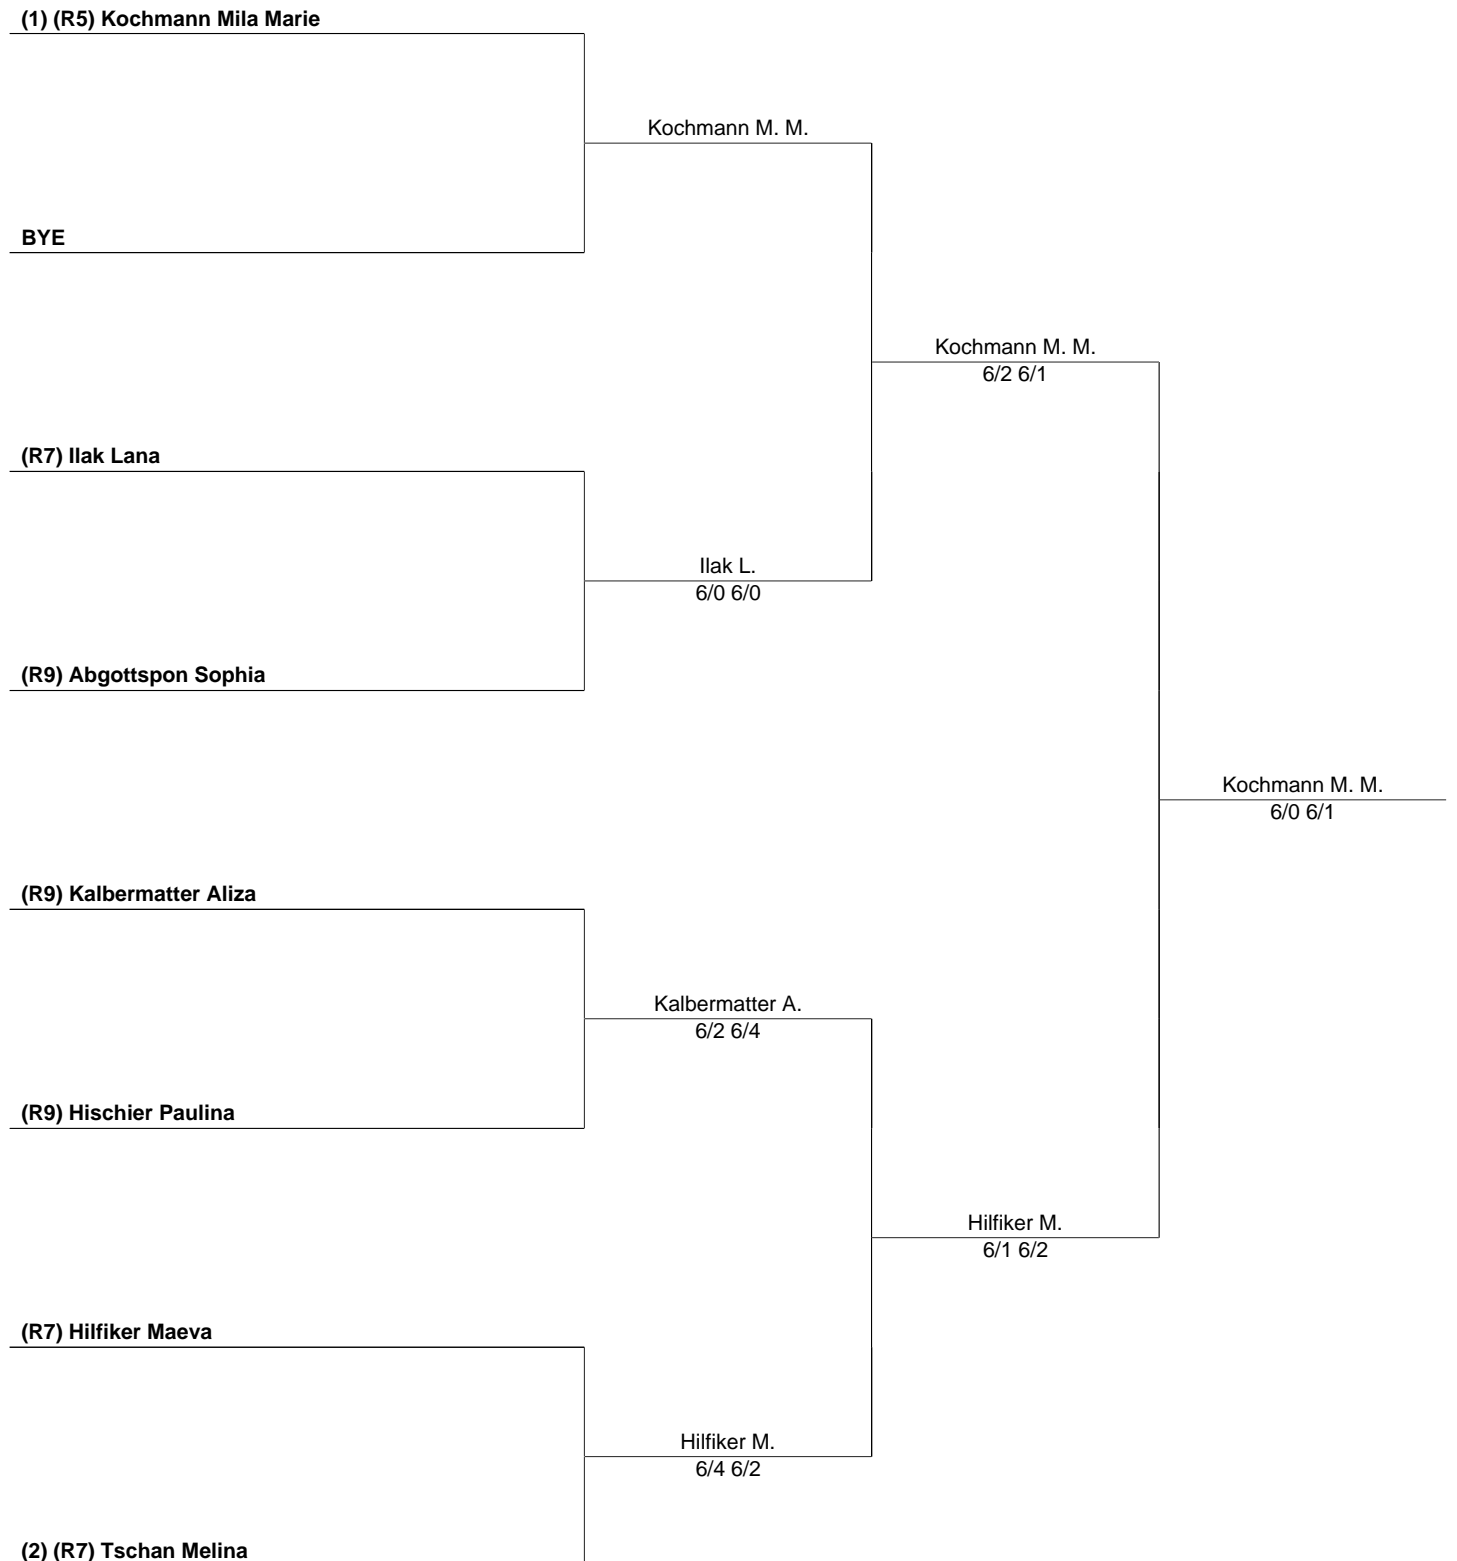 (1) (R5) Kochmann Mila Marie
Kochmann M. M.
BYE
Kochmann M. M.
6/2 6/1
(R7) Ilak Lana
Ilak L.
6/0 6/0
(R9) Abgottspon Sophia
Kochmann M. M.
6/0 6/1
(R9) Kalbermatter Aliza
Kalbermatter A.
6/2 6/4
(R9) Hischier Paulina
Hilfiker M.
6/1 6/2
(R7) Hilfiker Maeva
Hilfiker M.
6/4 6/2
(2) (R7) Tschan Melina